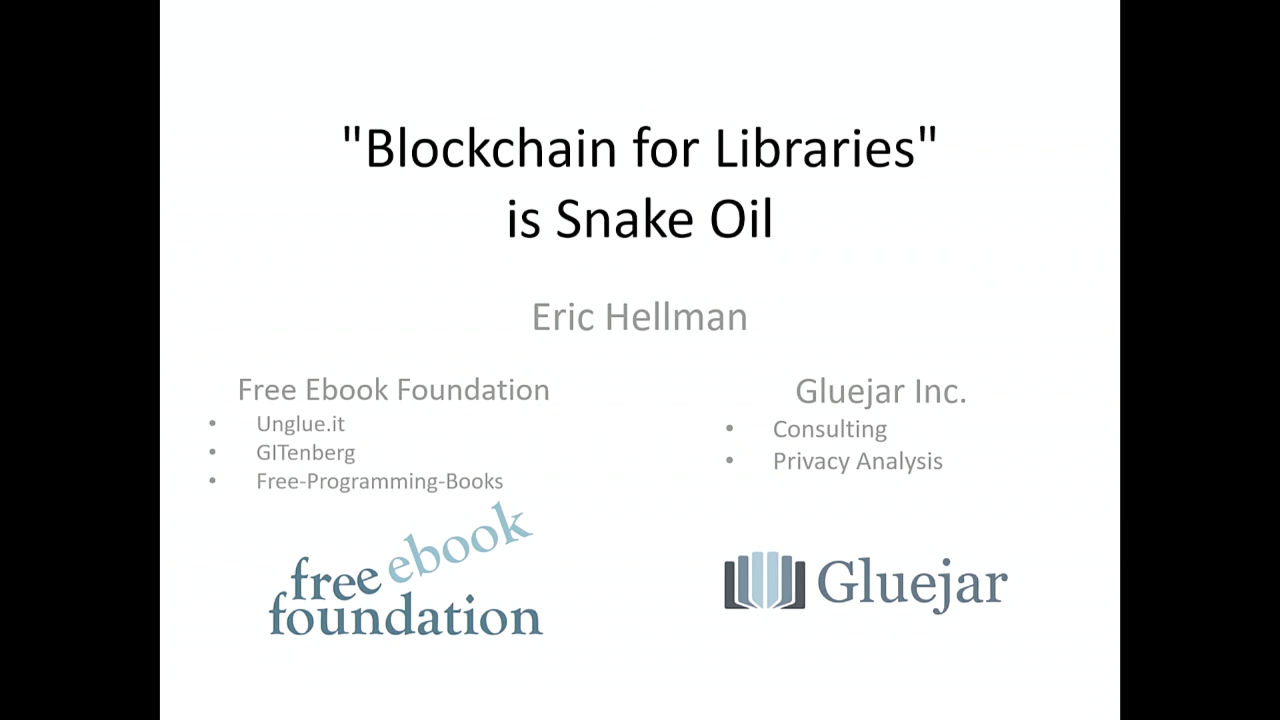 "Blockchain for Libraries"
is Snake Oil
Eric Hellman
Free Ebook Foundation
• Unglue.it
• GITenberg
• Free-Programming-Books
free ebook
foundation
Gluejar Inc.
• Consulting
• Privacy Analysis
Gluejar